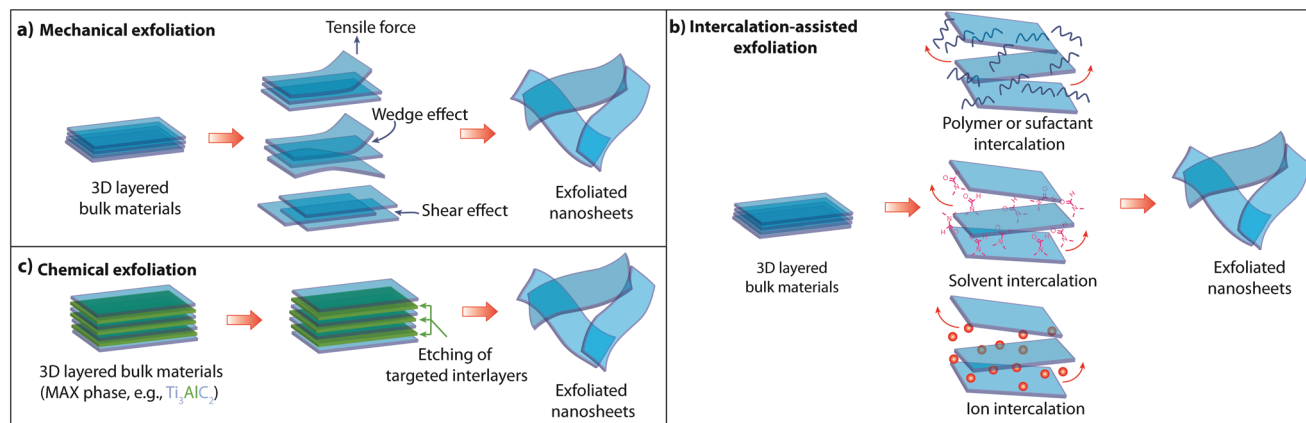 a) Mechanical exfoliation
Tensile force
Wedge effect
Shear effect
3D layered
bulk materials
Exfoliated
nanosheets
b) Intercalation-assisted
exfoliation
Polymer or sufactant
intercalation
3D layered
bulk materials
Solvent intercalation
Exfoliated
nanosheets
Ion intercalation
c) Chemical exfoliation
3D layered bulk materials
(MAX phase, e.g., Ti₃AlC₂)
Etching of
targeted interlayers
Exfoliated
nanosheets